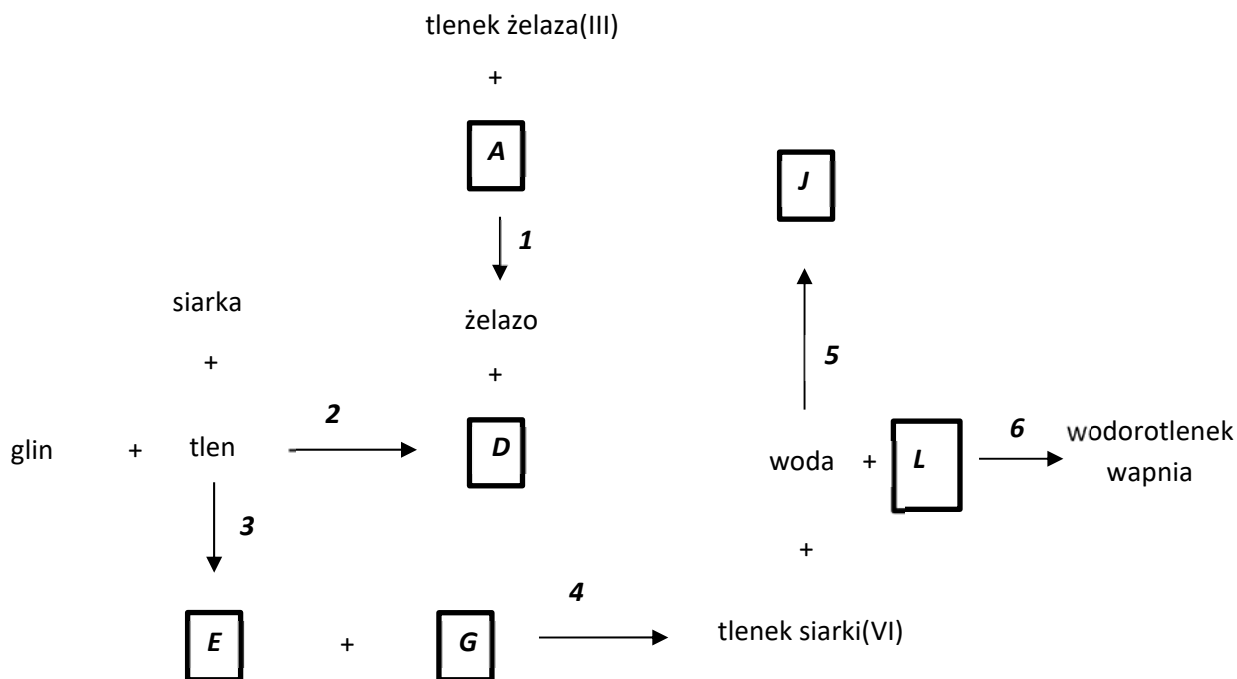 tlenek żelaza(III)
+
A
J
1
siarka
żelazo
+
+
5
2
6
glin + tlen
D
woda + L
wodorotlenek
wapnia
3
+
4
E + G
tlenek siarki(VI)